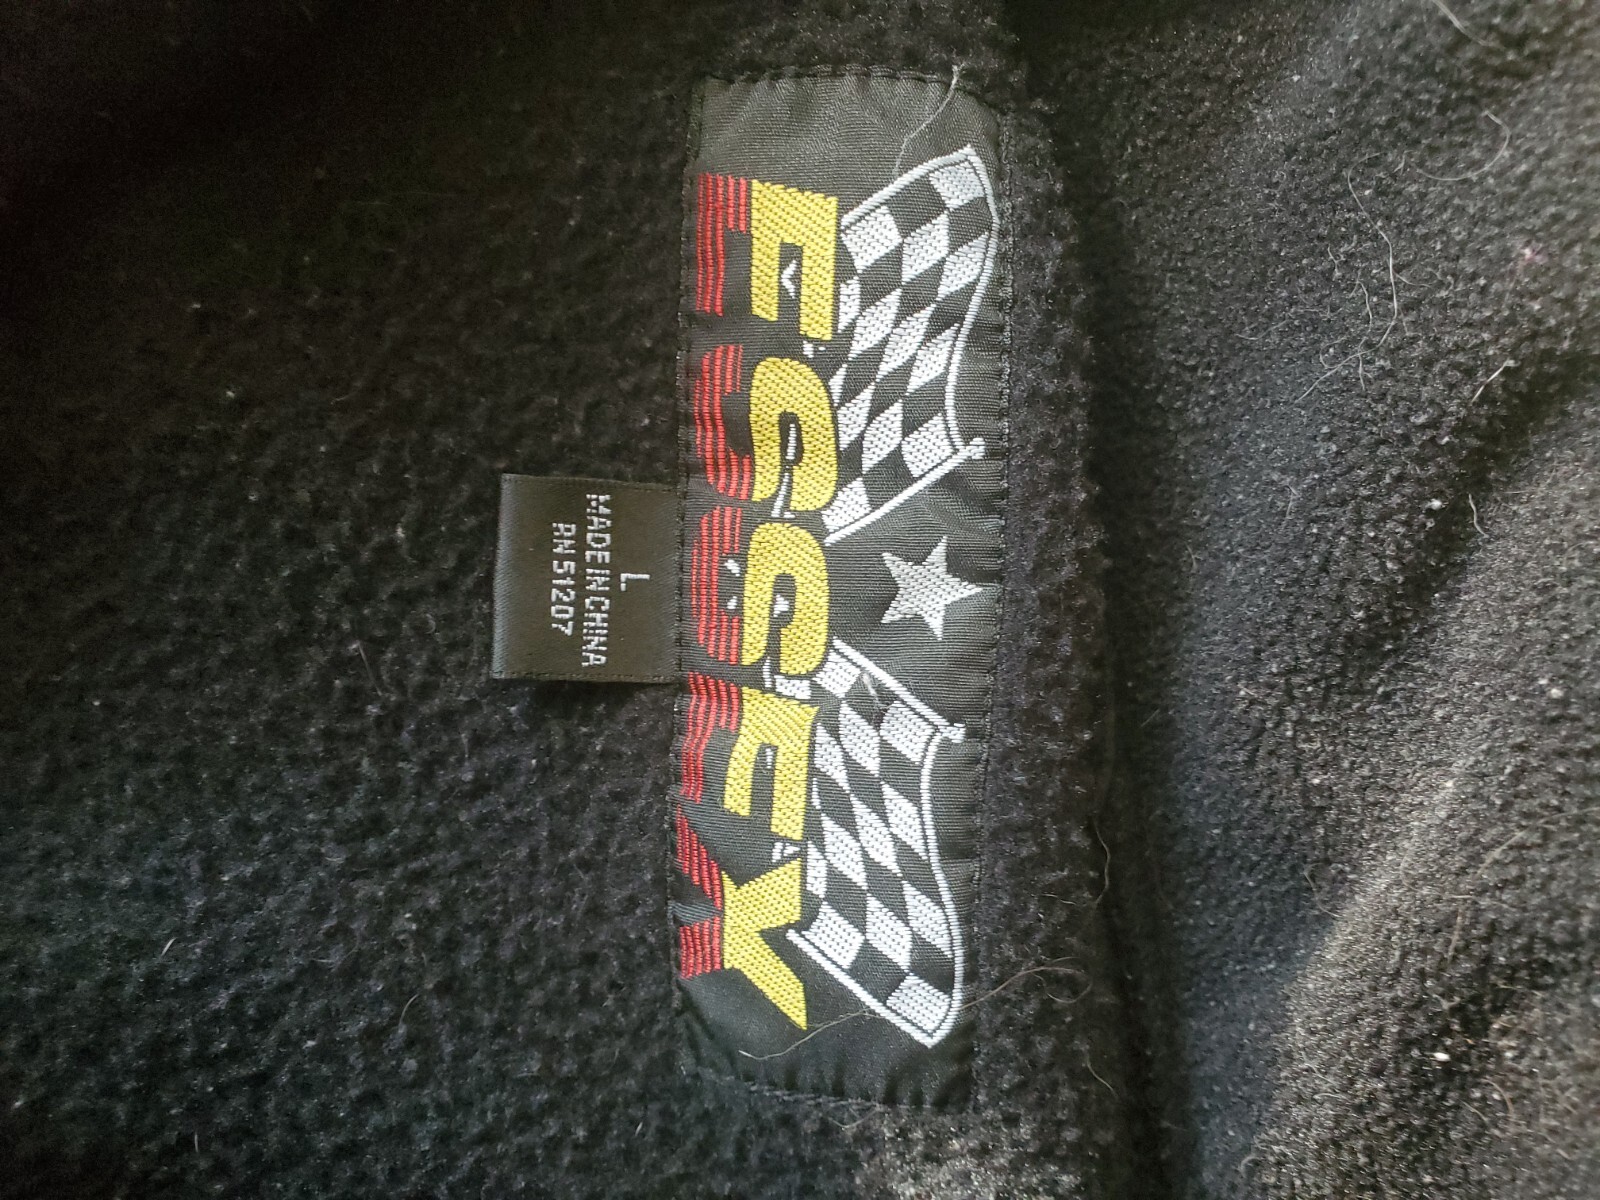 ESSEX
L
MADE IN CHINA
RN 51207